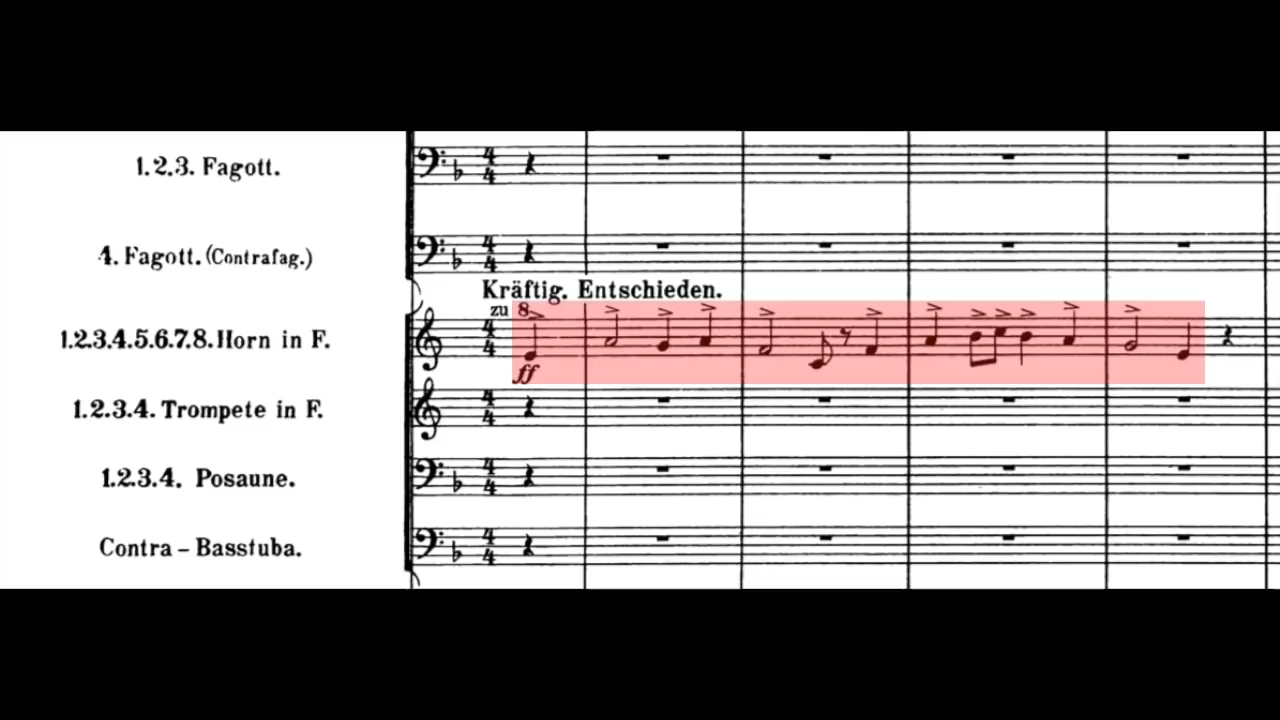 1.2.3. Fagott.
4. Fagott. (Contrafag.)
Kräftig. Entschieden.
zu 8
1.2.3.4.5.6.7.8. Horn in F.
ff
1.2.3.4. Trompete in F.
1.2.3.4. Posaune.
Contra – Basstuba.